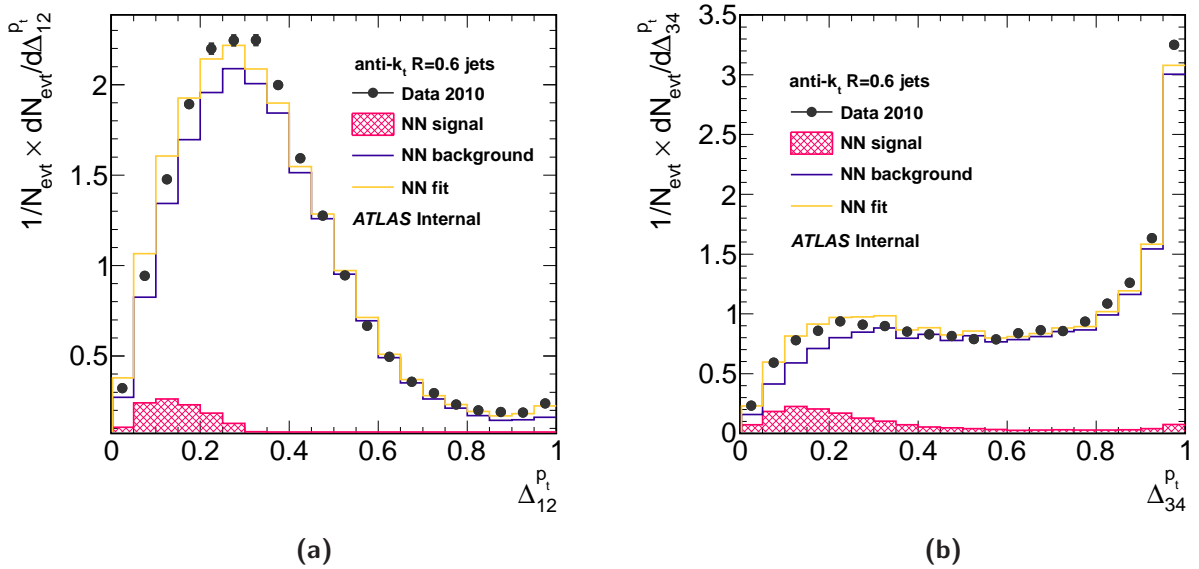 1/N_evt × dN_evt/dΔ_12^p_t
2
1.5
1
0.5
0 0.2 0.4 0.6 0.8 1
Δ_12^p_t
anti-k_t R=0.6 jets
Data 2010
NN signal
NN background
NN fit
ATLAS Internal
(a)
1/N_evt × dN_evt/dΔ_34^p_t
3.5
3
2.5
2
1.5
1
0.5
0
0 0.2 0.4 0.6 0.8 1
Δ_34^p_t
anti-k_t R=0.6 jets
Data 2010
NN signal
NN background
NN fit
ATLAS Internal
(b)